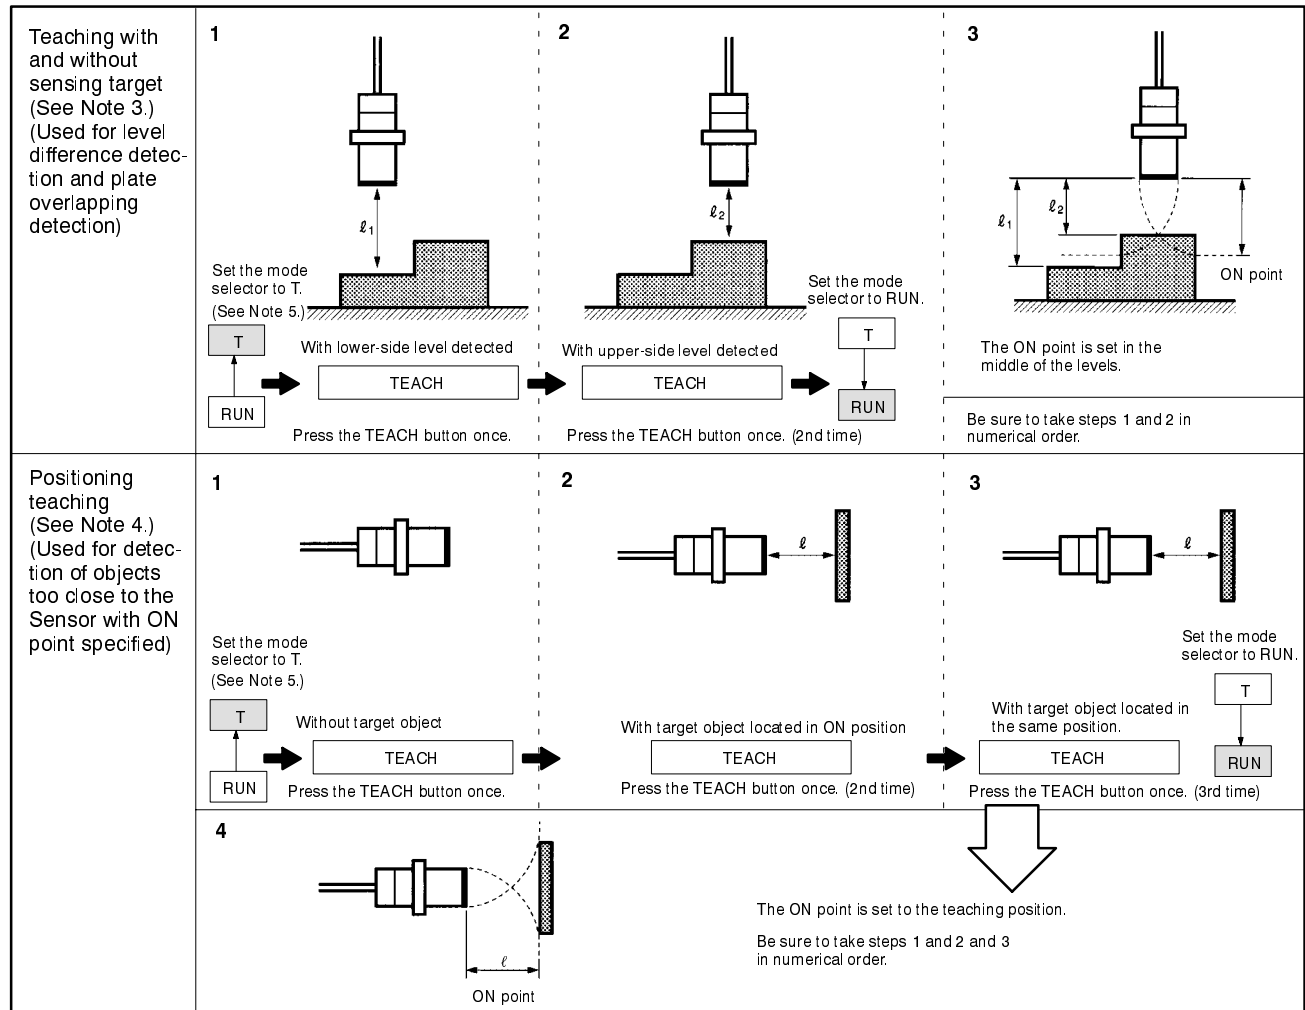 Teaching with
and without
sensing target
(See Note 3.)
(Used for level
difference detec-
tion and plate
overlapping
detection)
1
ℓ1
Set the mode
selector to T.
(See Note 5.)
T
RUN
With lower-side level detected
TEACH
Press the TEACH button once.
2
ℓ2
With upper-side level detected
TEACH
Press the TEACH button once. (2nd time)
Set the mode
selector to RUN.
T
RUN
3
ℓ1
ℓ2
ON point
The ON point is set in the
middle of the levels.
Be sure to take steps 1 and 2 in
numerical order.
Positioning
teaching
(See Note 4.)
(Used for detec-
tion of objects
too close to the
Sensor with ON
point specified)
1
Set the mode
selector to T.
(See Note 5.)
T
RUN
Without target object
TEACH
Press the TEACH button once.
2
ℓ
With target object located in ON position
TEACH
Press the TEACH button once. (2nd time)
3
ℓ
Set the mode
selector to RUN.
T
RUN
With target object located in
the same position.
TEACH
Press the TEACH button once. (3rd time)
4
ℓ
ON point
The ON point is set to the teaching position.
Be sure to take steps 1 and 2 and 3
in numerical order.